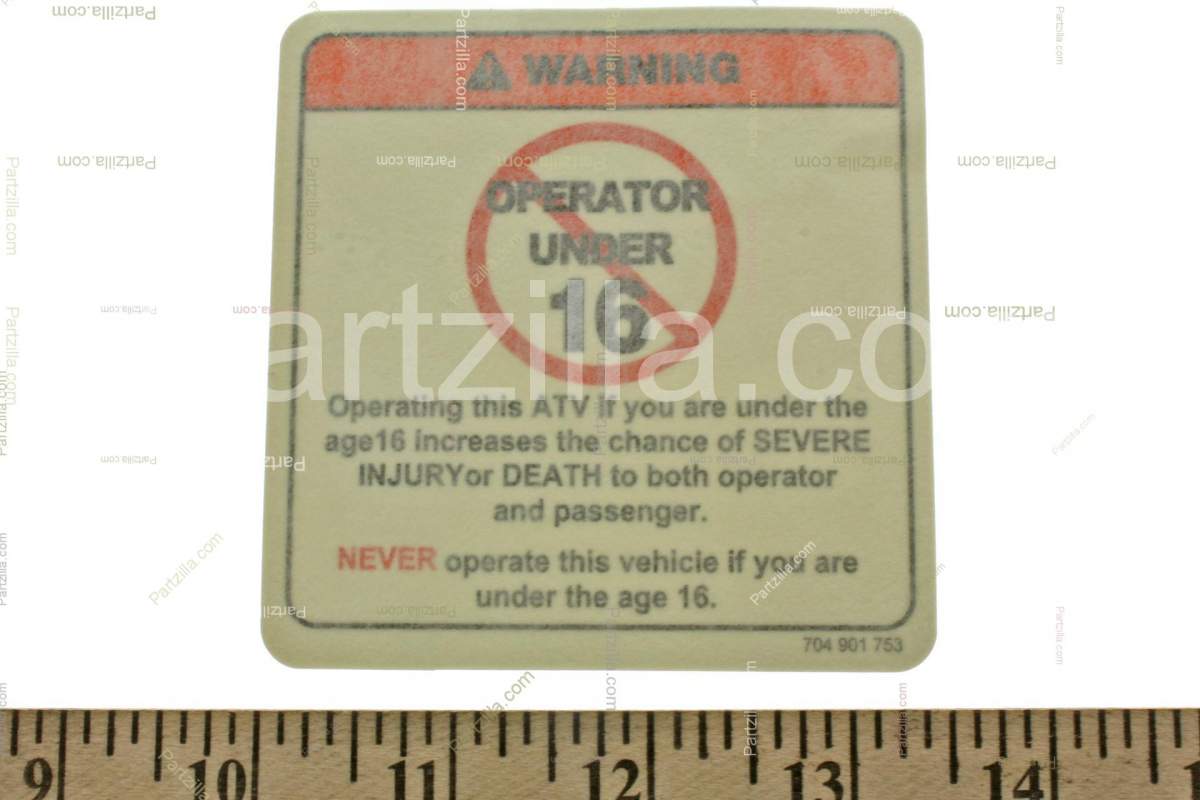 WARNING
OPERATOR
UNDER
16
Partzilla.com
Operating this ATV if you are under the
age16 increases the chance of SEVERE
INJURYor DEATH to both operator
and passenger.
NEVER operate this vehicle if you are
under the age 16.
704 901 753
9 10 11 12 13 14